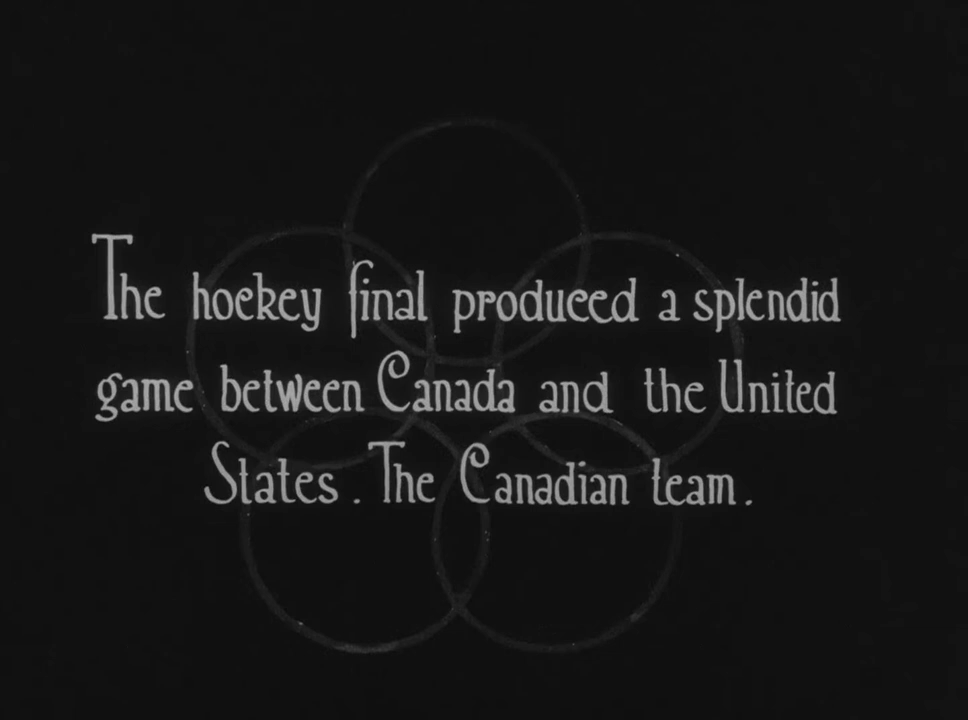 The hockey final produced a splendid
game between Canada and the United
States. The Canadian team.